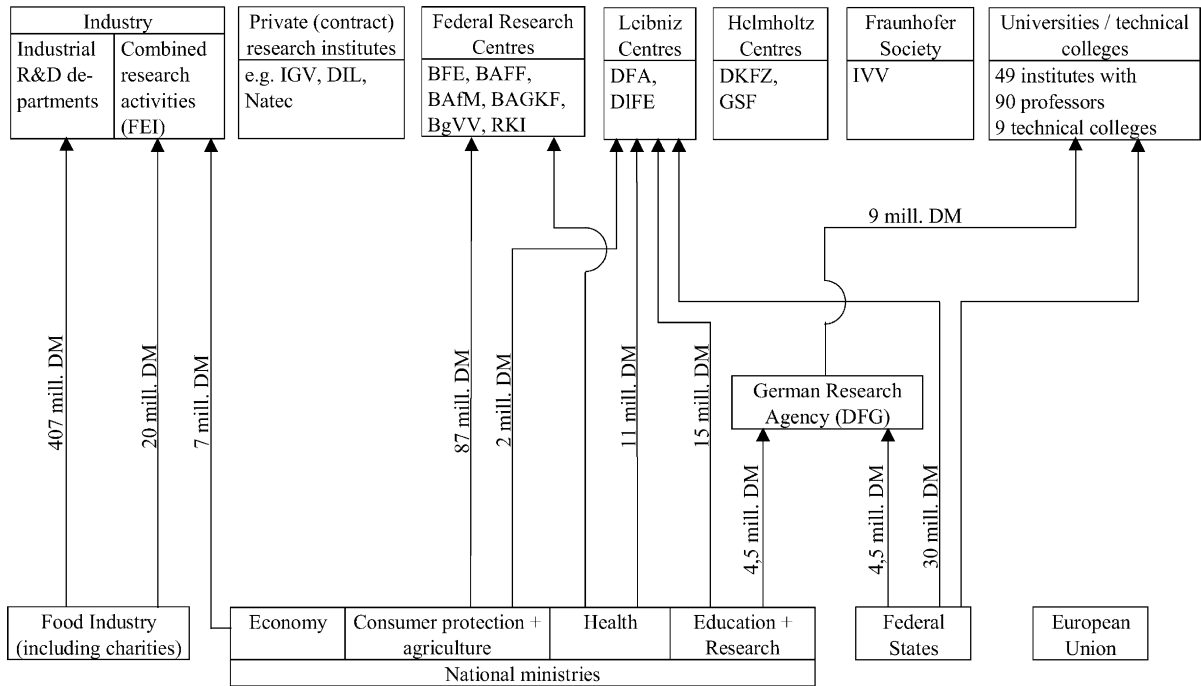 Industry
Industrial
R&D de-
partments
Combined
research
activities
(FEI)
Private (contract)
research institutes
e.g. IGV, DIL,
Natec
Federal Research
Centres
BFE, BAFF,
BAfM, BAGKF,
BgVV, RKI
Leibniz
Centres
DFA,
DIFE
Helmholtz
Centres
DKFZ,
GSF
Fraunhofer
Society
IVV
Universities / technical
colleges
49 institutes with
90 professors
9 technical colleges
9 mill. DM
407 mill. DM
20 mill. DM
7 mill. DM
87 mill. DM
2 mill. DM
11 mill. DM
15 mill. DM
German Research
Agency (DFG)
4,5 mill. DM
4,5 mill. DM
30 mill. DM
Food Industry
(including charities)
Economy
Consumer protection +
agriculture
Health
Education +
Research
National ministries
Federal
States
European
Union